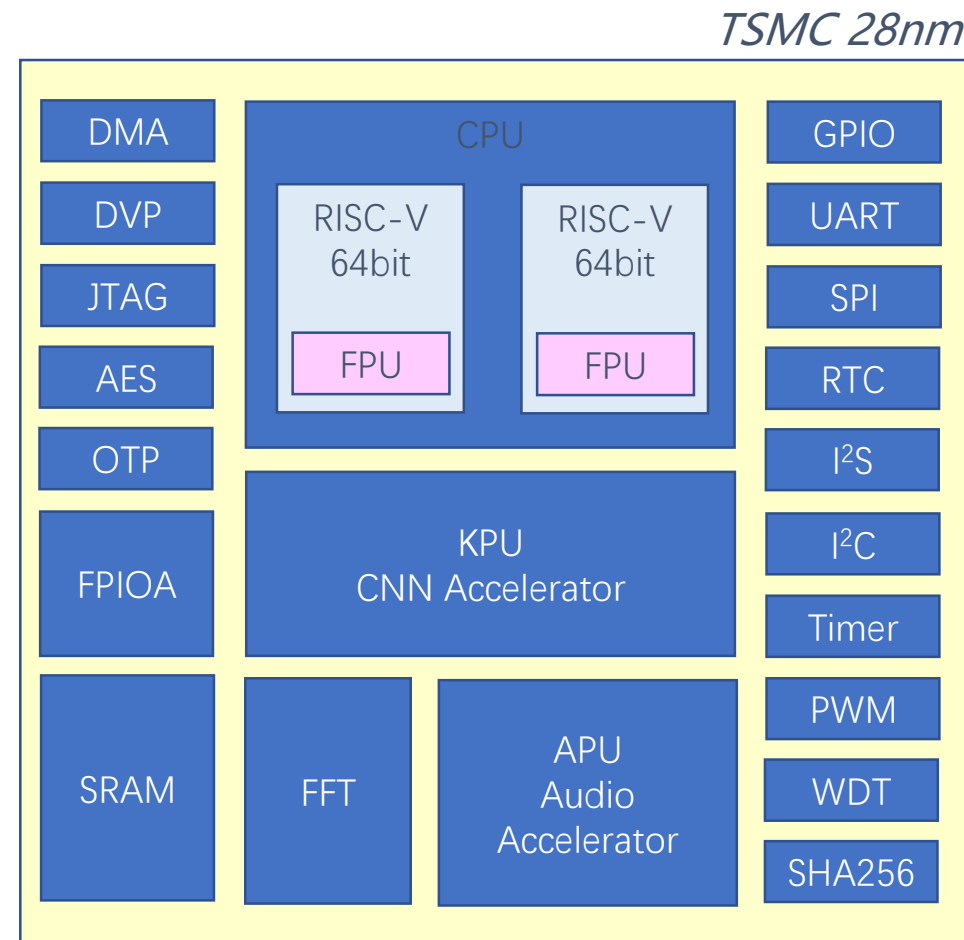 TSMC 28nm
DMA
DVP
JTAG
AES
OTP
FPIOA
SRAM
CPU
RISC-V
64bit
FPU
RISC-V
64bit
FPU
KPU
CNN Accelerator
FFT
APU
Audio
Accelerator
GPIO
UART
SPI
RTC
I²S
I²C
Timer
PWM
WDT
SHA256